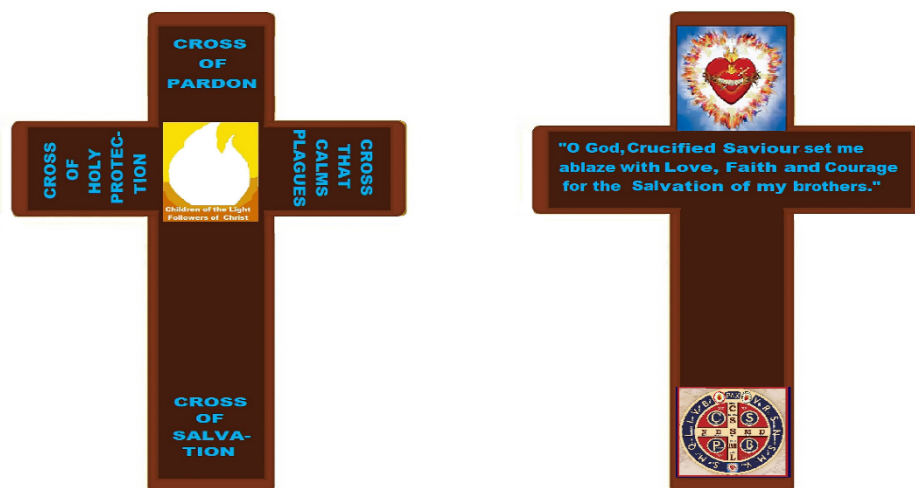 CROSS
OF
PARDON
CROSS
OF
HOLY
PROTEC-
TION
CROSS
THAT
CALMS
PLAGUES
Children of the Light
Followers of Christ
CROSS
OF
SALVA-
TION
"O God, Crucified Saviour set me
ablaze with Love, Faith and Courage
for the Salvation of my brothers."
PAX
C S
P B